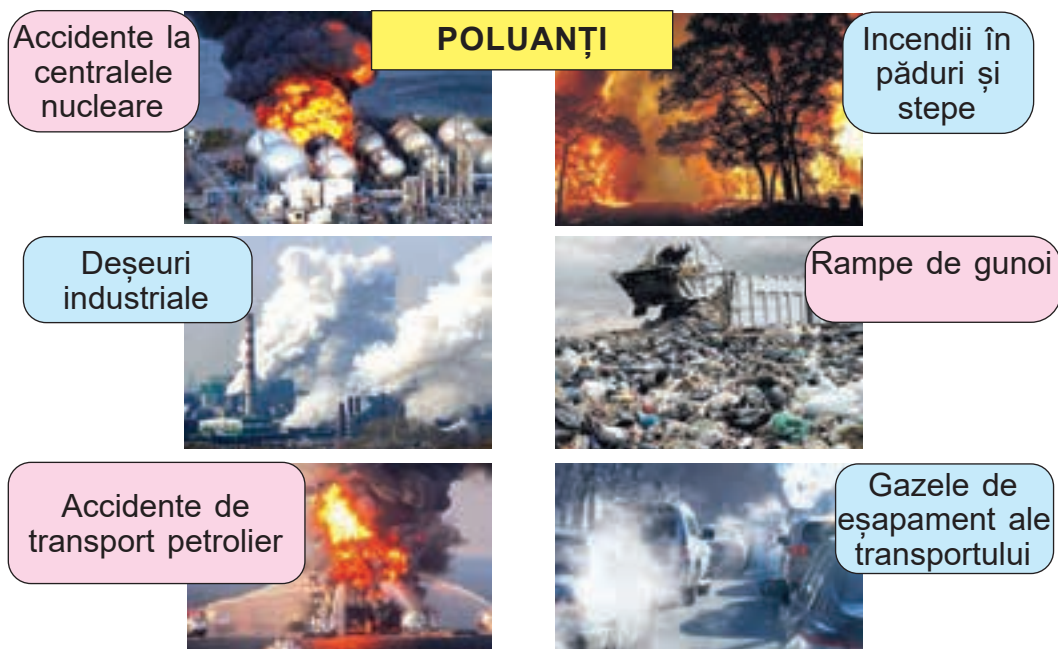 POLUANȚI
Accidente la
centralele
nucleare
Incendii în
păduri și
stepe
Deșeuri
industriale
Rampe de gunoi
Accidente de
transport petrolier
Gazele de
eșapament ale
transportului